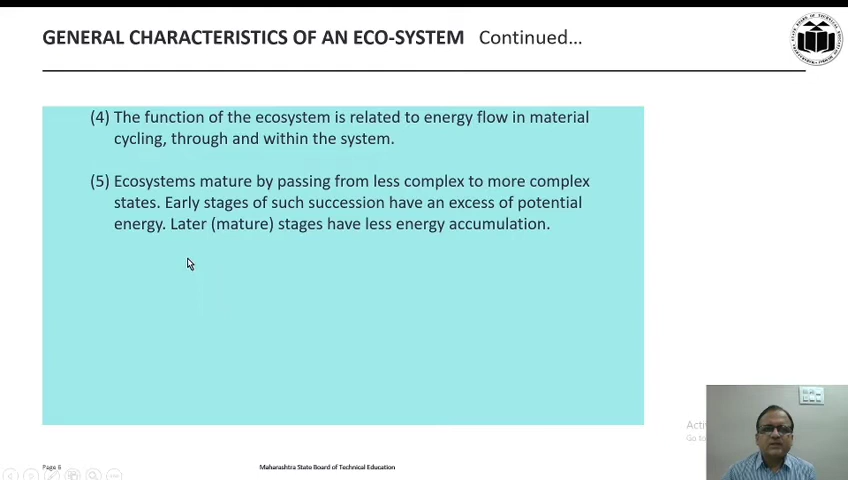 GENERAL CHARACTERISTICS OF AN ECO-SYSTEM Continued...
(4) The function of the ecosystem is related to energy flow in material
cycling, through and within the system.
(5) Ecosystems mature by passing from less complex to more complex
states. Early stages of such succession have an excess of potential
energy. Later (mature) stages have less energy accumulation.
Page 8
Maharashtra State Board of Technical Education